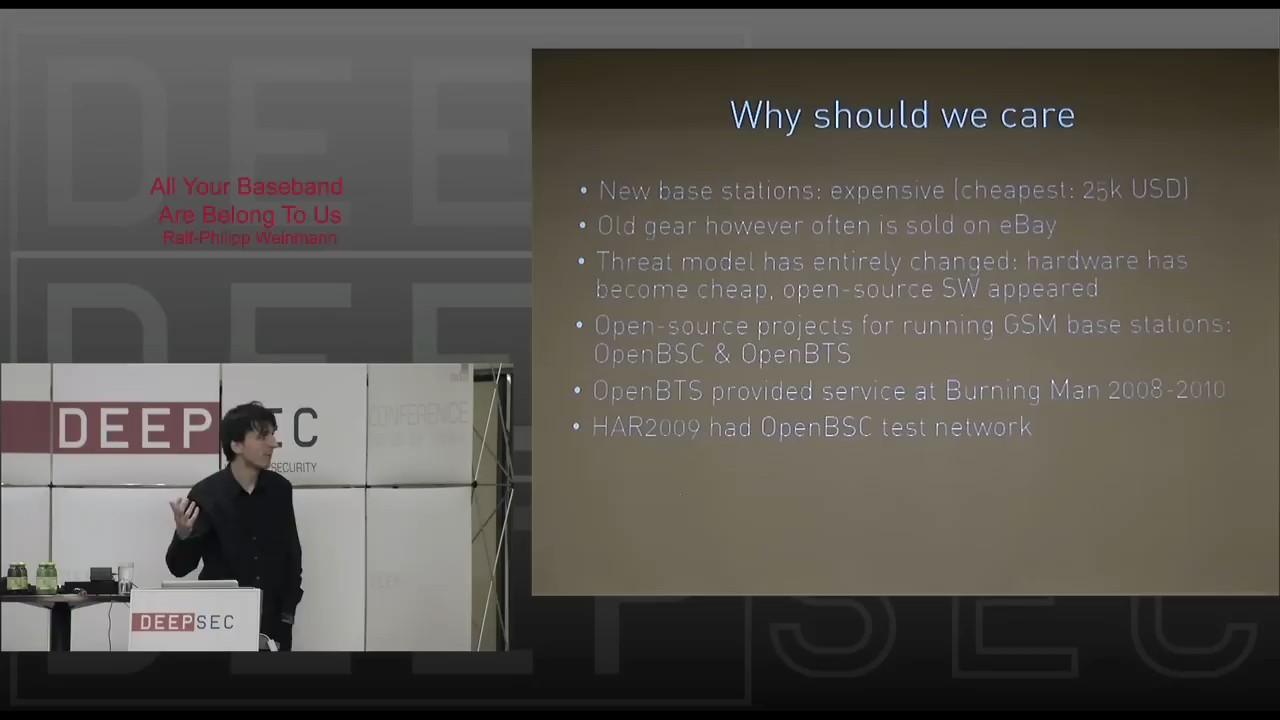 All Your Baseband
Are Belong To Us
Ralf-Philipp Weinmann
Why should we care
• New base stations: expensive (cheapest: 25k USD)
• Old gear however often is sold on eBay
• Threat model has entirely changed: hardware has
become cheap, open-source SW appeared
• Open-source projects for running GSM base stations:
OpenBSC & OpenBTS
• OpenBTS provided service at Burning Man 2008-2010
• HAR2009 had OpenBSC test network
DEEP EC
CONFERENCE
SECURITY
DEEPSEC
DEEPSEC